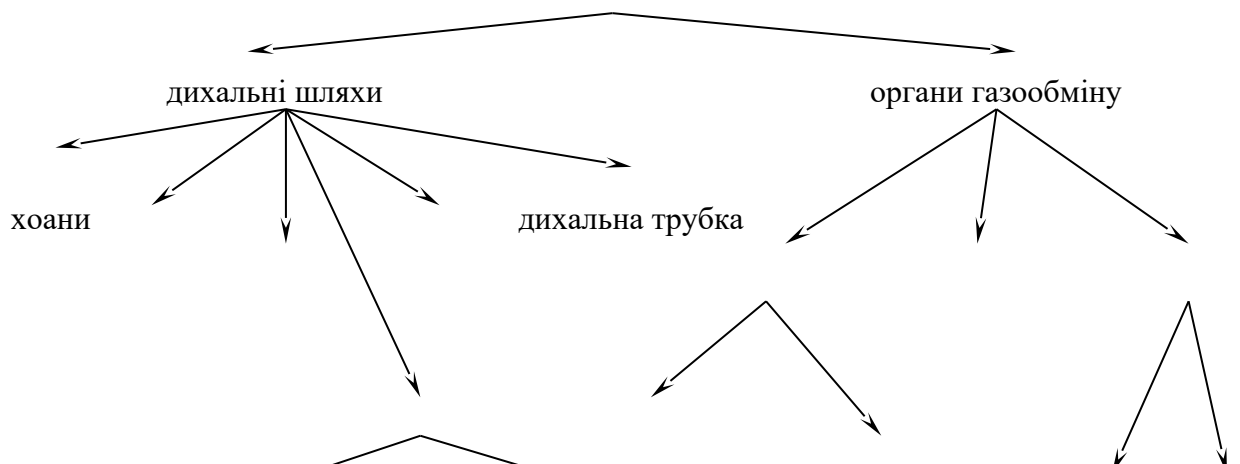 дихальні шляхи
органи газообміну
хоани
дихальна трубка